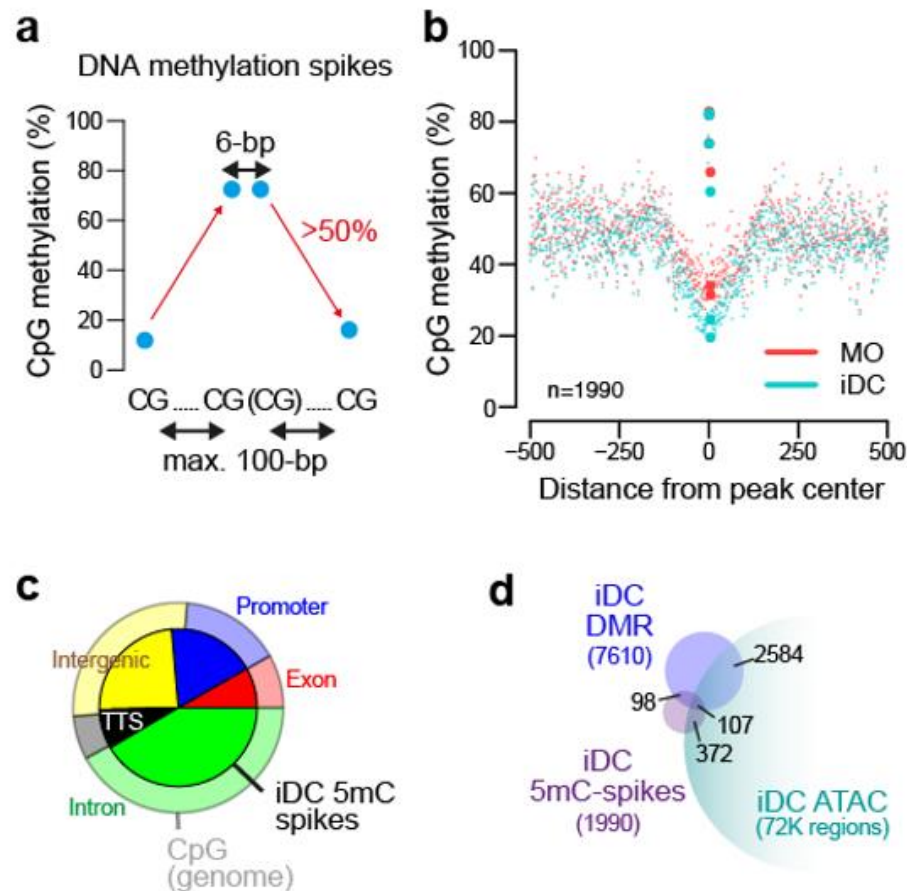 a
DNA methylation spikes
CpG methylation (%)
100
80
60
40
20
0
6-bp
>50%
CG ..... CG (CG) ..... CG
max. 100-bp
b
CpG methylation (%)
100
80
60
40
20
0
MO
iDC
n=1990
−500
−250
0
250
500
Distance from peak center
c
Promoter
Intergenic
Exon
TTS
Intron
iDC 5mC
spikes
CpG
(genome)
d
iDC
DMR
(7610)
2584
98
107
372
iDC
5mC-spikes
(1990)
iDC ATAC
(72K regions)